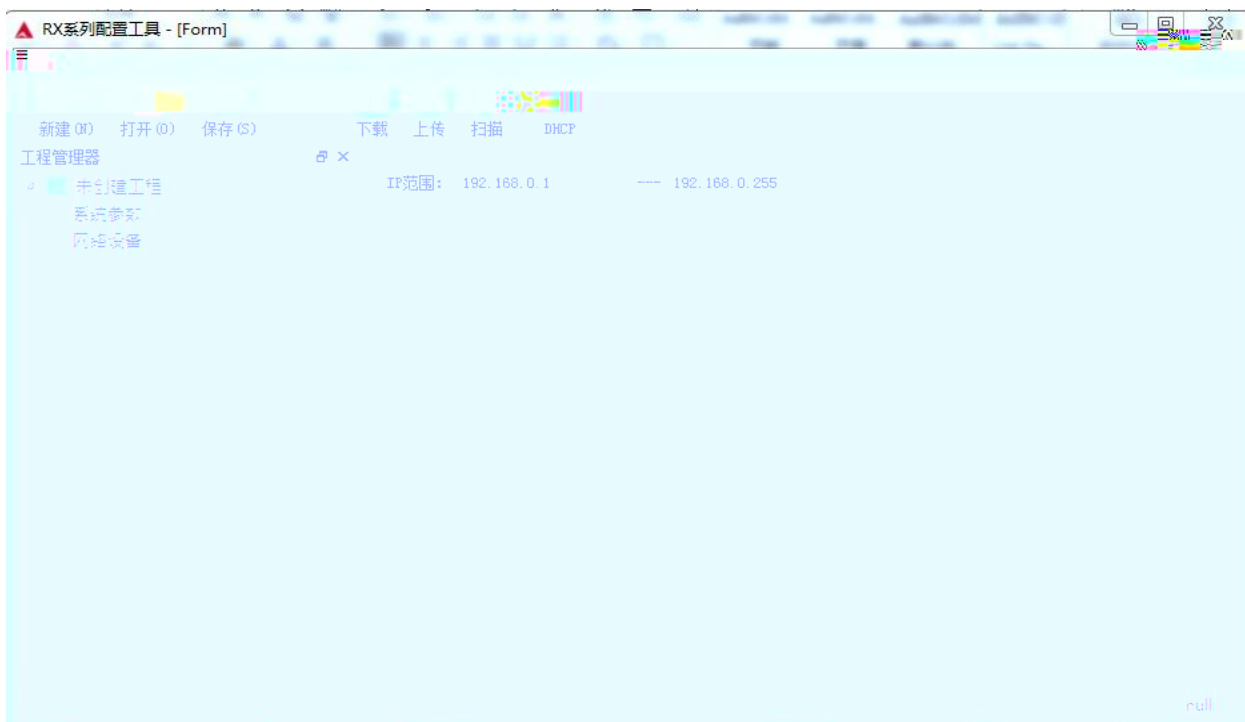 RX系列配置工具 - [Form]
新建(N) 打开(O) 保存(S) 下载 上传 扫描 DHCP
工程管理器
未创建工程 IP范围: 192.168.0.1 --- 192.168.0.255
系统参数
网络设备
null